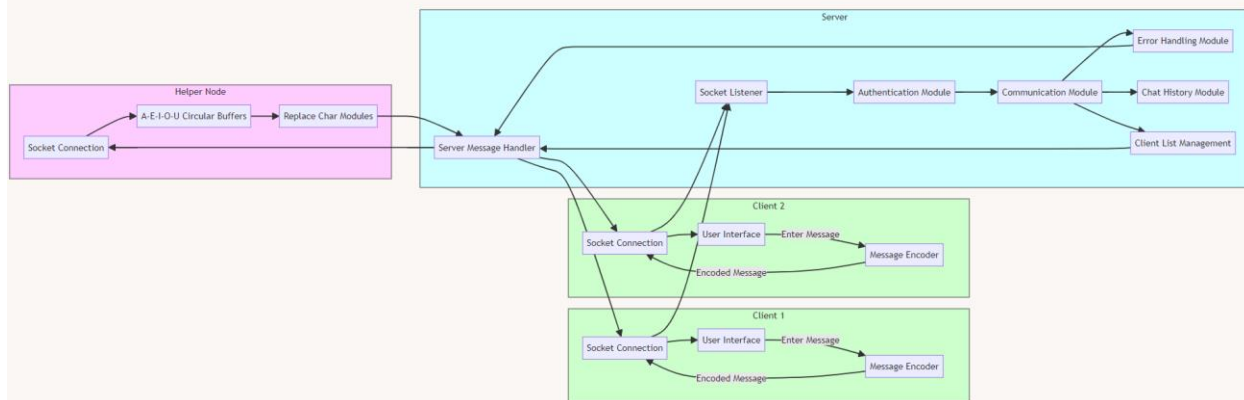 Server
Error Handling Module
Helper Node
Socket Listener
Authentication Module
Communication Module
Chat History Module
A-E-I-O-U Circular Buffers
Replace Char Modules
Socket Connection
Server Message Handler
Client List Management
Client 2
Socket Connection
User Interface
Enter Message
Message Encoder
Encoded Message
Client 1
Socket Connection
User Interface
Enter Message
Message Encoder
Encoded Message